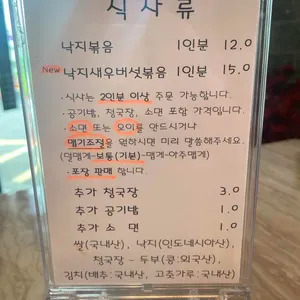 식사류
낙지볶음 1인분 12.0
New 낙지새우버섯볶음 1인분 15.0
- 식사는 2인분 이상 주문 가능합니다.
- 공기밥, 청국장, 소면 포함 가격입니다.
- 소면 또는 오이를 안드시거나
맵기조절을 원하시면 미리 말씀해주세요.
(덜맵게-보통(기본)-맵게-아주맵게)
- 포장 판매 합니다.
추가 청국장 3.0
추가 공기밥 1.0
추가 소면 1.0
쌀(국내산), 낙지(인도네시아산),
청국장 - 두부(콩:외국산),
김치(배추:국내산, 고춧가루:국내산)